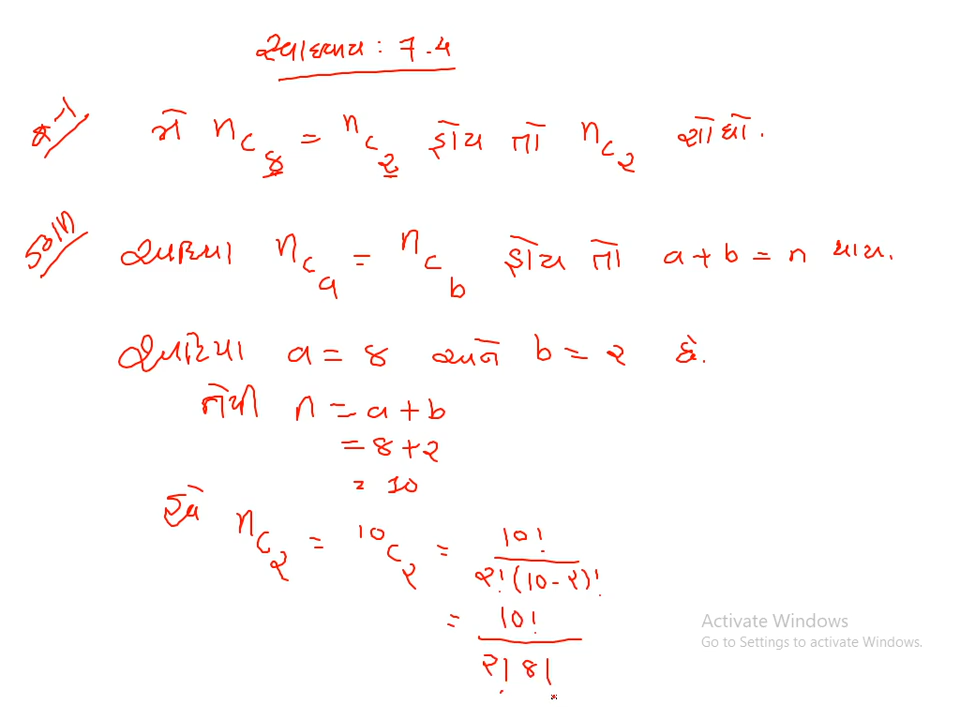 સ્વાધ્યાય : 7.4
પ્ર-1 જો nC8 = nC2 હોય તો nC2 શોધો.
જવાબ અહિયા nCa = nCb હોય તો a + b = n થાય.
અહિયા a = 8 અને b = 2 છે.
તેથી n = a + b
= 8 + 2
= 10
હવે nC2 = 10C2 = 10! / 2!(10-2)!
= 10! / 2! 8!
Activate Windows
Go to Settings to activate Windows.